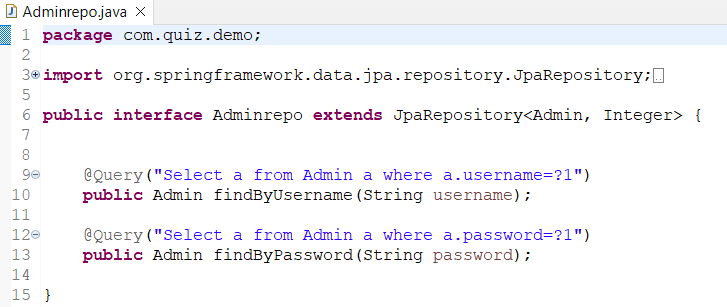 Adminrepo.java
1 package com.quiz.demo;
2
3 import org.springframework.data.jpa.repository.JpaRepository;
5
6 public interface Adminrepo extends JpaRepository<Admin, Integer> {
7
8
9 @Query("Select a from Admin a where a.username=?1")
10 public Admin findByUsername(String username);
11
12 @Query("Select a from Admin a where a.password=?1")
13 public Admin findByPassword(String password);
14
15 }